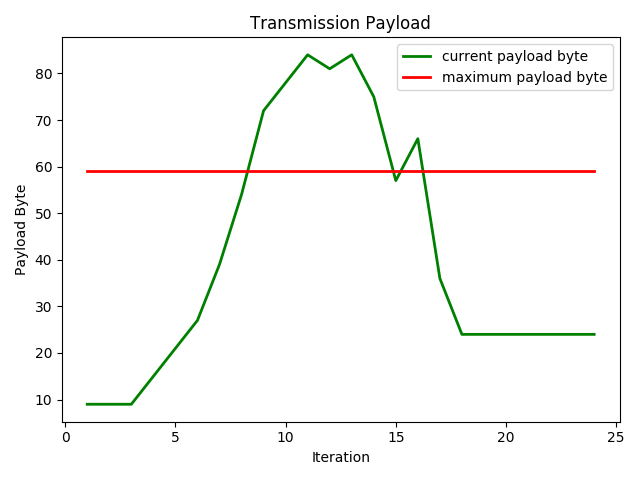 Transmission Payload
current payload byte
maximum payload byte
80
70
60
50
40
30
20
10
Payload Byte
0 5 10 15 20 25
Iteration